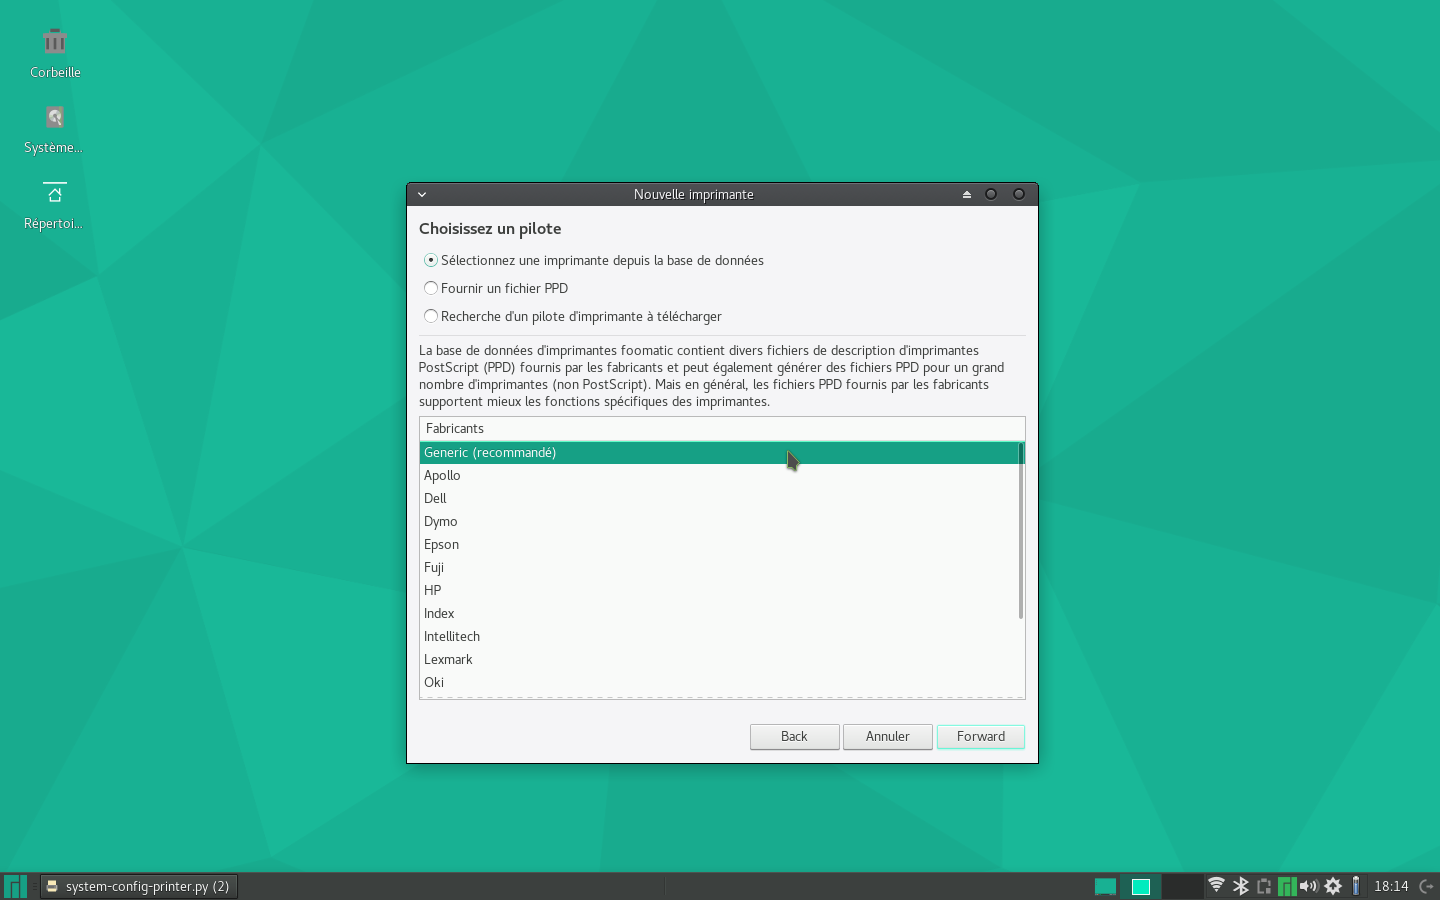 Corbeille
Système...
Répertoi...
Nouvelle imprimante
Choisissez un pilote
Sélectionnez une imprimante depuis la base de données
Fournir un fichier PPD
Recherche d'un pilote d'imprimante à télécharger
La base de données d'imprimantes foomatic contient divers fichiers de description d'imprimantes
PostScript (PPD) fournis par les fabricants et peut également générer des fichiers PPD pour un grand
nombre d'imprimantes (non PostScript). Mais en général, les fichiers PPD fournis par les fabricants
supportent mieux les fonctions spécifiques des imprimantes.
Fabricants
Generic (recommandé)
Apollo
Dell
Dymo
Epson
Fuji
HP
Index
Intellitech
Lexmark
Oki
Back
Annuler
Forward
system-config-printer.py (2)
18:14